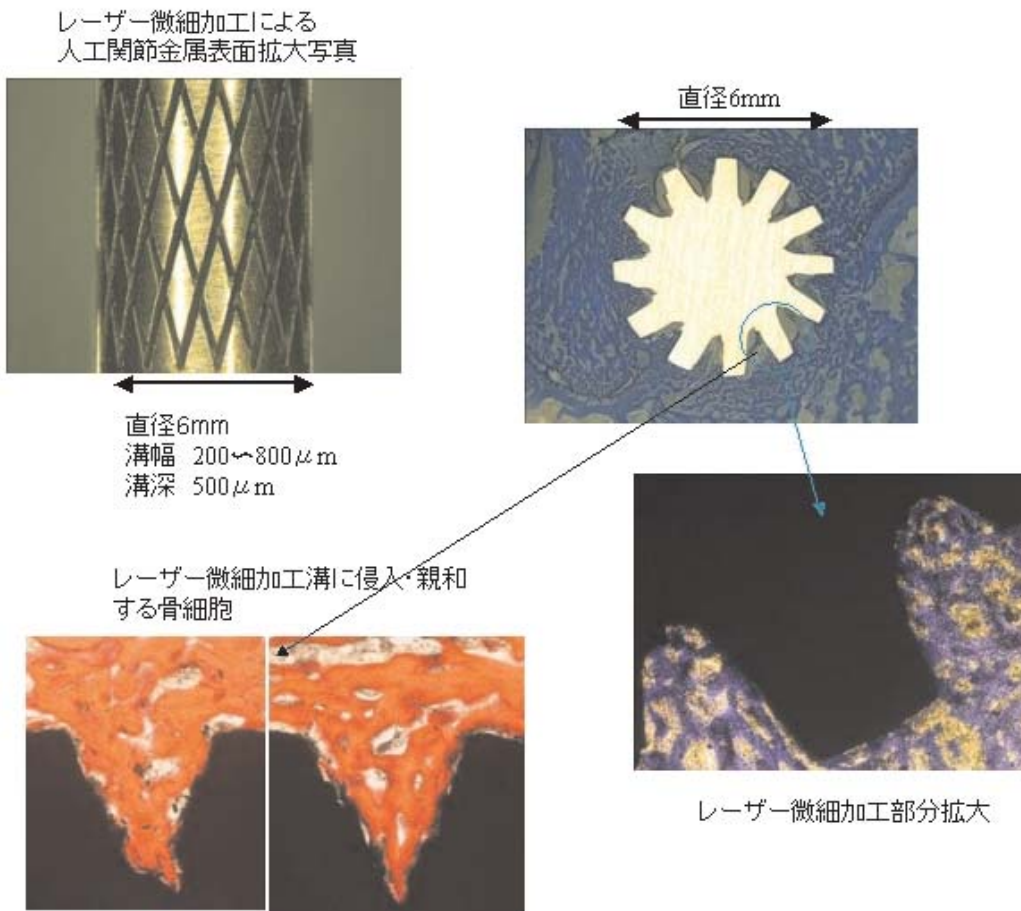 レーザー微細加工による
人工関節金属表面拡大写真
直径6mm
直径6mm
溝幅 200〜800μm
溝深 500μm
レーザー微細加工溝に侵入・親和
する骨細胞
レーザー微細加工部分拡大